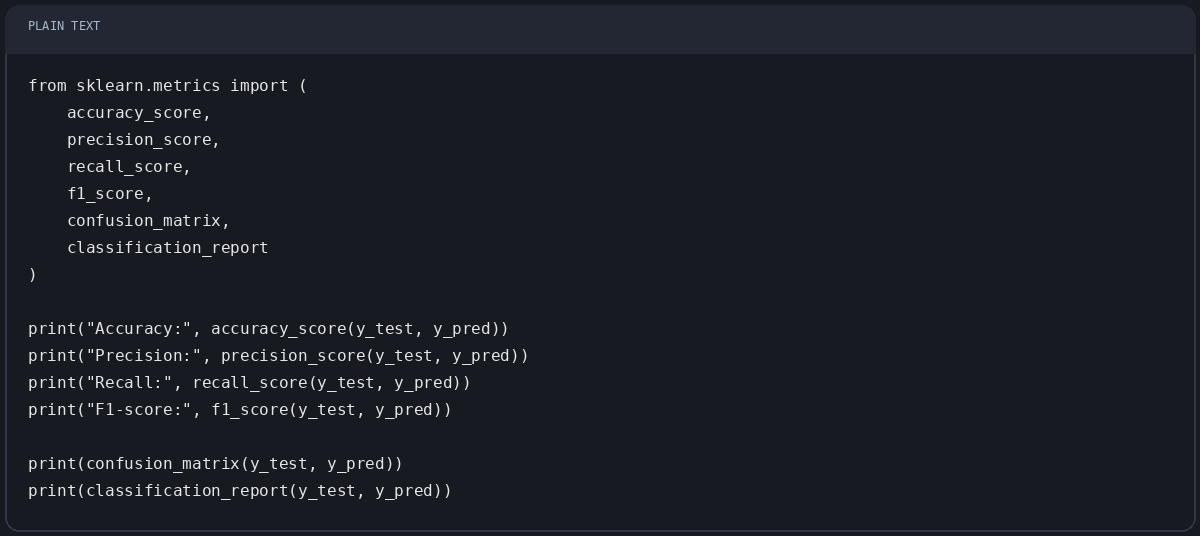 PLAIN TEXT
from sklearn.metrics import (
    accuracy_score,
    precision_score,
    recall_score,
    f1_score,
    confusion_matrix,
    classification_report
)

print("Accuracy:", accuracy_score(y_test, y_pred))
print("Precision:", precision_score(y_test, y_pred))
print("Recall:", recall_score(y_test, y_pred))
print("F1-score:", f1_score(y_test, y_pred))

print(confusion_matrix(y_test, y_pred))
print(classification_report(y_test, y_pred))